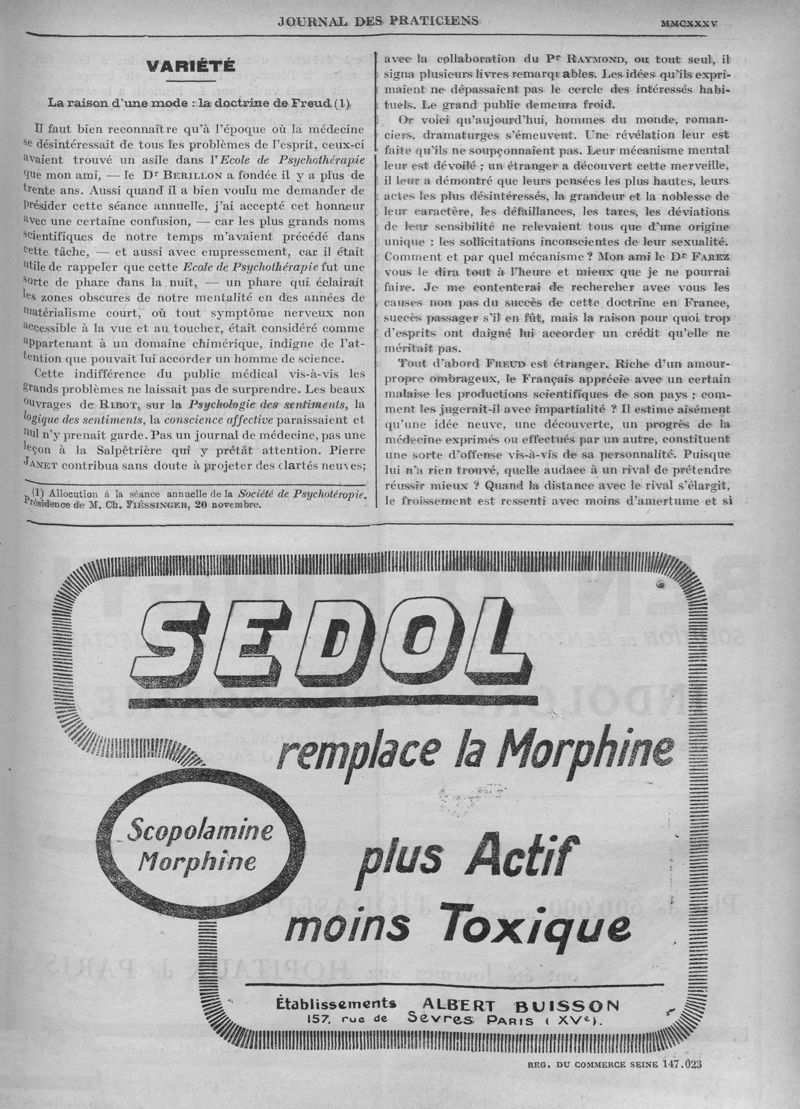 JOURNAL DES PRATICIENS
MMCXXXV
VARIÉTÉ
La raison d'une mode : la doctrine de Freud (1).
Il faut bien reconnaître qu'à l'époque où la médecine
se désintéressait de tous les problèmes de l'esprit, ceux-ci
avaient trouvé un asile dans l'Ecole de Psychothérapie
que mon ami, — le Dr BERILLON a fondée il y a plus de
trente ans. Aussi quand il a bien voulu me demander de
présider cette séance annuelle, j'ai accepté cet honneur
avec une certaine confusion, — car les plus grands noms
scientifiques de notre temps m'avaient précédé dans
cette tâche, — et aussi avec empressement, car il était
utile de rappeler que cette Ecole de Psychothérapie fut une
sorte de phare dans la nuit, — un phare qui éclairait
les zones obscures de notre mentalité en des années de
matérialisme court, où tout symptôme nerveux non
accessible à la vue et au toucher, était considéré comme
appartenant à un domaine chimérique, indigne de l'at-
tention que pouvait lui accorder un homme de science.
Cette indifférence du public médical vis-à-vis les
grands problèmes ne laissait pas de surprendre. Les beaux
ouvrages de RIBOT, sur la Psychologie des sentiments, la
logique des sentiments, la conscience affective paraissaient et
nul n'y prenait garde. Pas un journal de médecine, pas une
leçon à la Salpêtrière qui y prêtât attention. Pierre
JANET contribua sans doute à projeter des clartés neuves;
(1) Allocution à la séance annuelle de la Société de Psychotéropie.
Présidence de M. Ch. FIESSINGER, 20 novembre.
avec la collaboration du Pr RAYMOND, ou tout seul, il
signa plusieurs livres remarquables. Les idées qu'ils expri-
maient ne dépassaient pas le cercle des intéressés habi-
tuels. Le grand public demeura froid.
Or voici qu'aujourd'hui, hommes du monde, roman-
ciers, dramaturges s'émeuvent. Une révélation leur est
faite qu'ils ne soupçonnaient pas. Leur mécanisme mental
leur est dévoilé ; un étranger a découvert cette merveille,
il leur a démontré que leurs pensées les plus hautes, leurs
actes les plus désintéressés, la grandeur et la noblesse de
leur caractère, les défaillances, les tares, les déviations
de leur sensibilité ne relevaient tous que d'une origine
unique : les sollicitations inconscientes de leur sexualité.
Comment et par quel mécanisme ? Mon ami le Dr FAREZ
vous le dira tout à l'heure et mieux que je ne pourrai
faire. Je me contenterai de rechercher avec vous les
causes non pas du succès de cette doctrine en France,
succès passager s'il en fût, mais la raison pour quoi trop
d'esprits ont daigné lui accorder un crédit qu'elle ne
méritait pas.
Tout d'abord FREUD est étranger. Riche d'un amour-
propre ombrageux, le Français apprécie avec un certain
malaise les productions scientifiques de son pays ; com-
ment les jugerait-il avec impartialité ? Il estime aisément
qu'une idée neuve, une découverte, un progrès de la
médecine exprimés ou effectués par un autre, constituent
une sorte d'offense vis-à-vis de sa personnalité. Puisque
lui n'a rien trouvé, quelle audace à un rival de prétendre
réussir mieux ? Quand la distance avec le rival s'élargit,
le froissement est ressenti avec moins d'amertume et si
SEDOL
remplace la Morphine
Scopolamine
Morphine
plus Actif
moins Toxique
Établissements ALBERT BUISSON
157, rue de Sèvres PARIS (XVe).
REG. DU COMMERCE SEINE 147.023